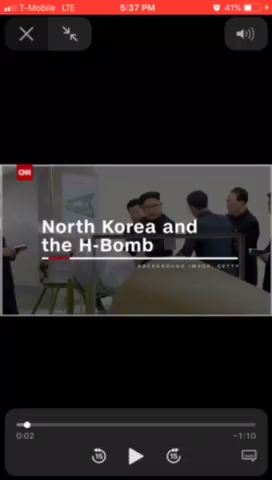 T-Mobile LTE 5:37 PM 41%
CNN
North Korea and
the H-Bomb
BACKGROUND IMAGE: GETTY
0:02 -1:10
15 15